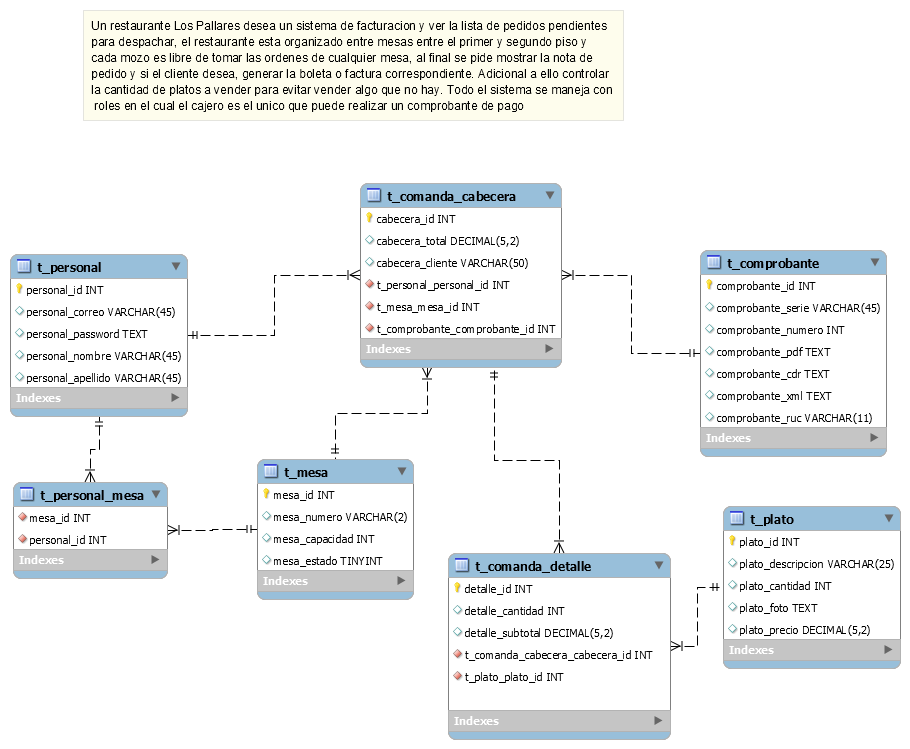 Un restaurante Los Pallares desea un sistema de facturacion y ver la lista de pedidos pendientes
para despachar, el restaurante esta organizado entre mesas entre el primer y segundo piso y
cada mozo es libre de tomar las ordenes de cualquier mesa, al final se pide mostrar la nota de
pedido y si el cliente desea, generar la boleta o factura correspondiente. Adicional a ello controlar
la cantidad de platos a vender para evitar vender algo que no hay. Todo el sistema se maneja con
roles en el cual el cajero es el unico que puede realizar un comprobante de pago
t_comanda_cabecera
cabecera_id INT
cabecera_total DECIMAL(5,2)
cabecera_cliente VARCHAR(50)
t_personal_personal_id INT
t_mesa_mesa_id INT
t_comprobante_comprobante_id INT
Indexes
t_personal
personal_id INT
personal_correo VARCHAR(45)
personal_password TEXT
personal_nombre VARCHAR(45)
personal_apellido VARCHAR(45)
Indexes
t_comprobante
comprobante_id INT
comprobante_serie VARCHAR(45)
comprobante_numero INT
comprobante_pdf TEXT
comprobante_cdr TEXT
comprobante_xml TEXT
comprobante_ruc VARCHAR(11)
Indexes
t_personal_mesa
mesa_id INT
personal_id INT
Indexes
t_mesa
mesa_id INT
mesa_numero VARCHAR(2)
mesa_capacidad INT
mesa_estado TINYINT
Indexes
t_comanda_detalle
detalle_id INT
detalle_cantidad INT
detalle_subtotal DECIMAL(5,2)
t_comanda_cabecera_cabecera_id INT
t_plato_plato_id INT
Indexes
t_plato
plato_id INT
plato_descripcion VARCHAR(25)
plato_cantidad INT
plato_foto TEXT
plato_precio DECIMAL(5,2)
Indexes